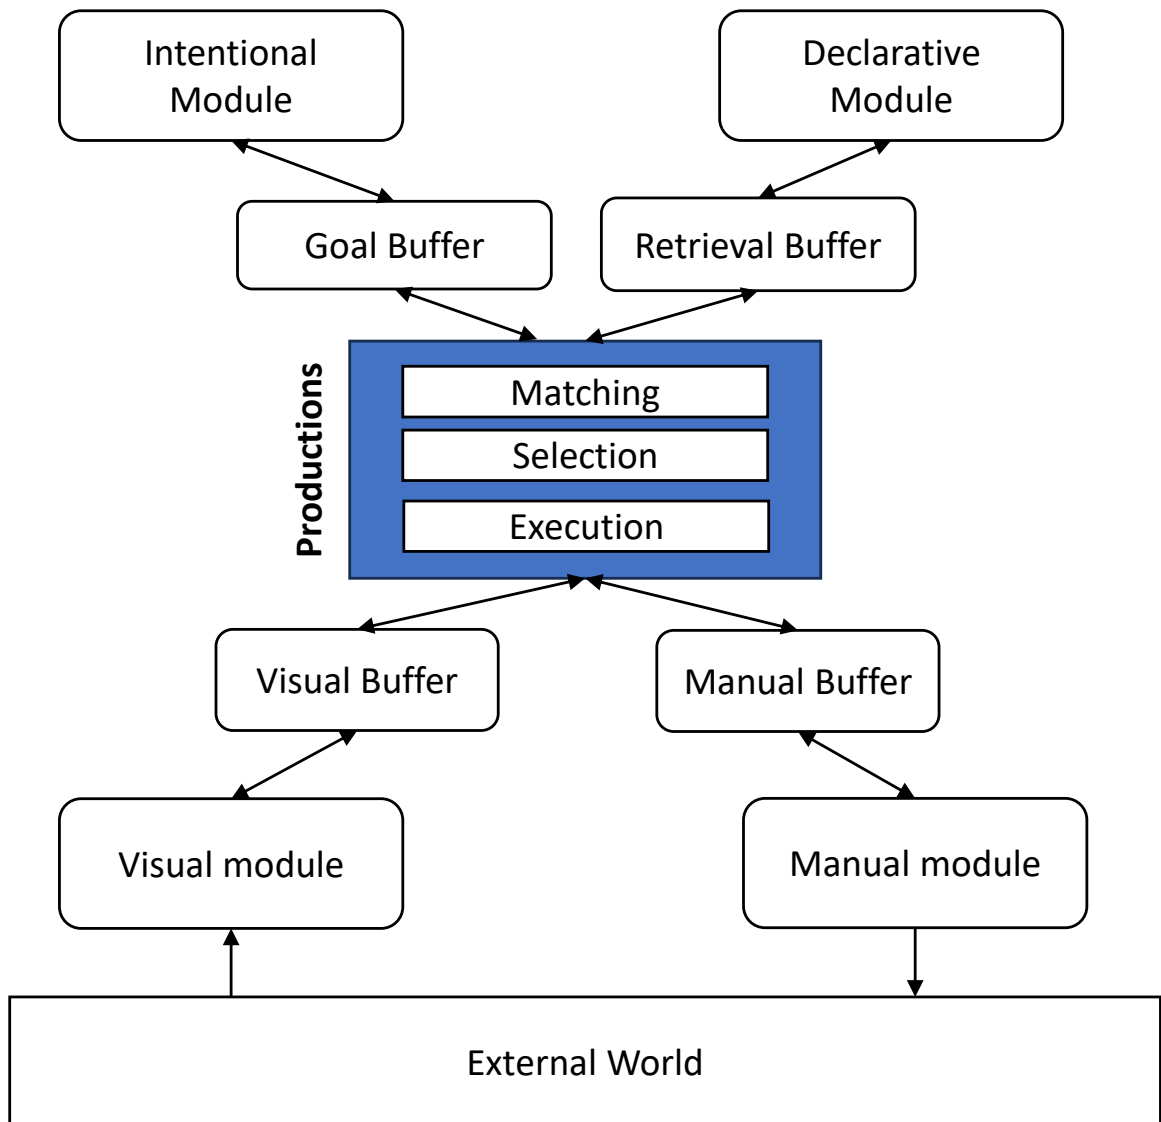 Intentional
Module
Declarative
Module
Goal Buffer
Retrieval Buffer
Productions
Matching
Selection
Execution
Visual Buffer
Manual Buffer
Visual module
Manual module
External World